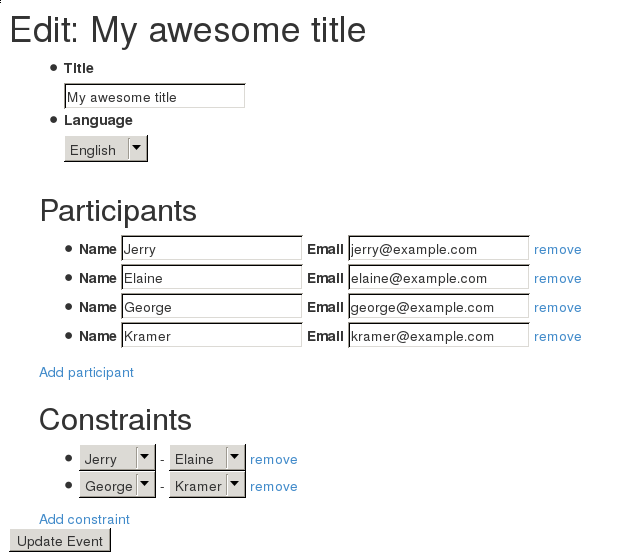 Edit: My awesome title
Title
My awesome title
Language
English
Participants
Name Jerry Email jerry@example.com remove
Name Elaine Email elaine@example.com remove
Name George Email george@example.com remove
Name Kramer Email kramer@example.com remove
Add participant
Constraints
Jerry - Elaine remove
George - Kramer remove
Add constraint
Update Event